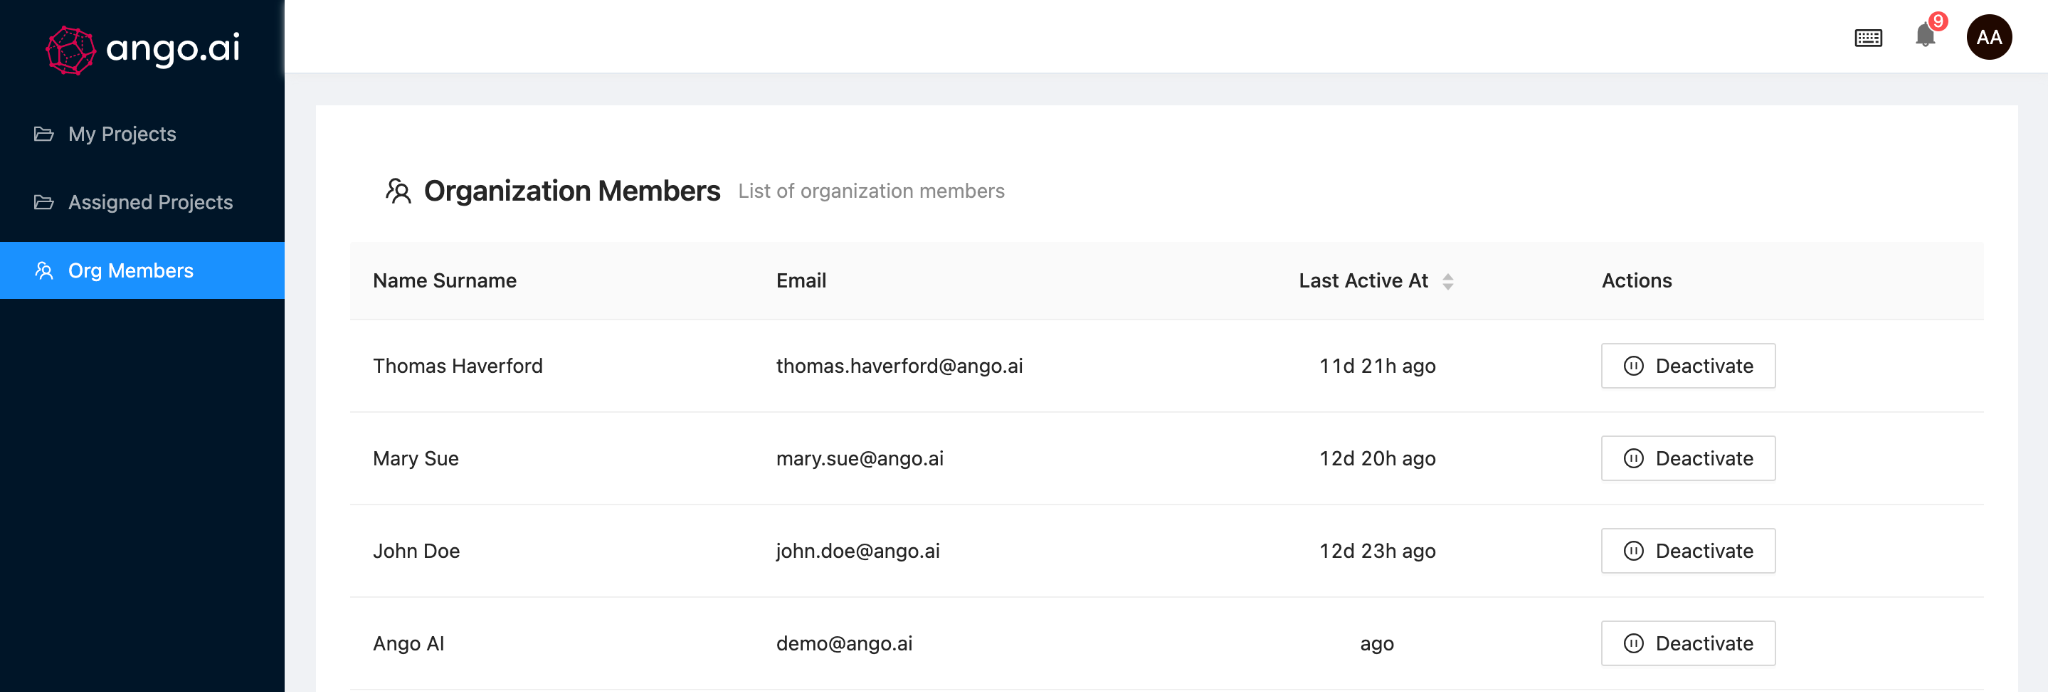 ango.ai
9
AA
My Projects
Assigned Projects
Org Members
Organization Members List of organization members
Name Surname Email Last Active At Actions
Thomas Haverford thomas.haverford@ango.ai 11d 21h ago Deactivate
Mary Sue mary.sue@ango.ai 12d 20h ago Deactivate
John Doe john.doe@ango.ai 12d 23h ago Deactivate
Ango AI demo@ango.ai ago Deactivate